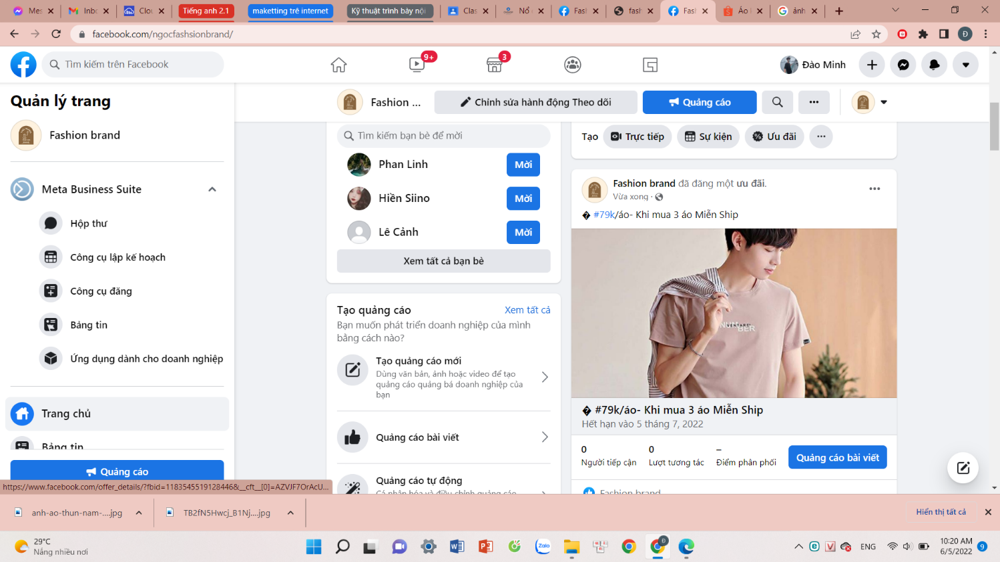 Mes
Inbo
Clou
Tiếng anh 2.1
maketting trê internet
Kỹ thuật trình bày nội
Clas
Nổ
Fasl
fash
Fasl
Áo
ảnh
facebook.com/ngocfashsionbrand/
Đ
Tìm kiếm trên Facebook
9+
3
Đào Minh
Quản lý trang
Fashion brand
Meta Business Suite
Hộp thư
Công cụ lập kế hoạch
Công cụ đăng
Bảng tin
Ứng dụng dành cho doanh nghiệp
Trang chủ
Bảng tin
Quảng cáo
Fashion ...
Chỉnh sửa hành động Theo dõi
Quảng cáo
Tìm kiếm bạn bè để mời
Phan Linh
Mời
Hiền Siino
Mời
Lê Cảnh
Mời
Xem tất cả bạn bè
Tạo quảng cáo
Xem tất cả
Bạn muốn phát triển doanh nghiệp của mình
bằng cách nào?
Tạo quảng cáo mới
Dùng văn bản, ảnh hoặc video để tạo
quảng cáo quảng bá doanh nghiệp của
bạn
Quảng cáo bài viết
Quảng cáo tự động
Cá nhân hóa và điều chỉnh quảng cáo
Tạo
Trực tiếp
Sự kiện
Ưu đãi
Fashion brand đã đăng một ưu đãi.
Vừa xong ·
� #79k/áo- Khi mua 3 áo Miễn Ship
� #79k/áo- Khi mua 3 áo Miễn Ship
Hết hạn vào 5 tháng 7, 2022
0
Người tiếp cận
0
Lượt tương tác
–
Điểm phân phối
Quảng cáo bài viết
Fashion brand
https://www.facebook.com/offer_details/?fbid=1183545519128446&__cft__[0]=AZVJF7OrAcU...
anh-ao-thun-nam-....jpg
TB2fN5Hwcj_B1Nj....jpg
Hiển thị tất cả
29°C
Nắng nhiều nơi
Zalo
Đ
ENG
10:20 AM
6/5/2022
9